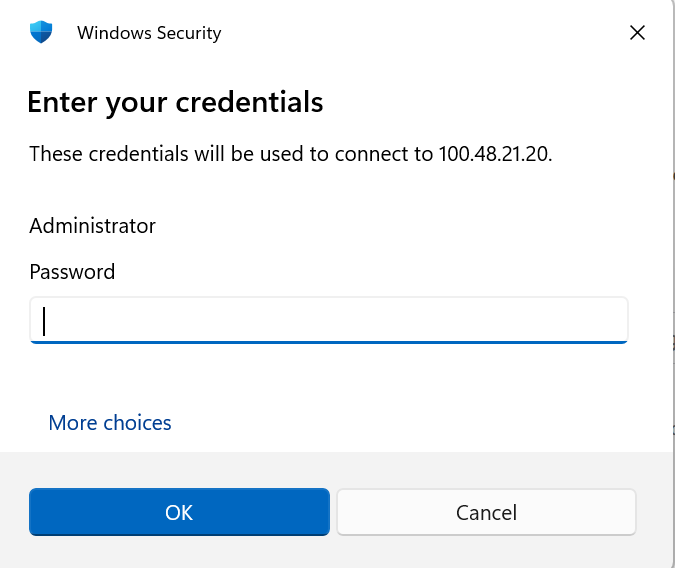 Windows Security
Enter your credentials
These credentials will be used to connect to 100.48.21.20.
Administrator
Password
More choices
OK
Cancel